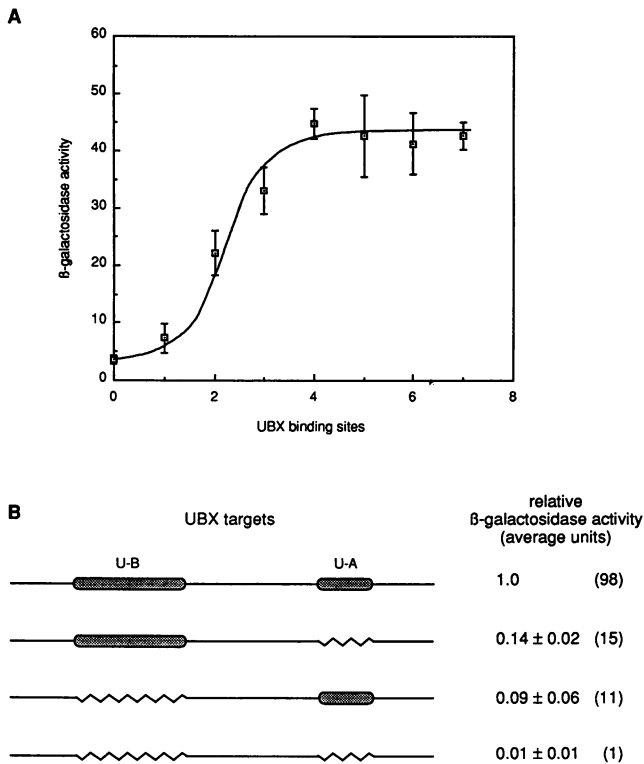 A
60
50
40
30
20
10
0
ß-galactosidase activity
0 2 4 6 8
UBX binding sites
B
UBX targets
relative
ß-galactosidase activity
(average units)
U-B U-A
1.0 (98)
0.14 ± 0.02 (15)
0.09 ± 0.06 (11)
0.01 ± 0.01 (1)